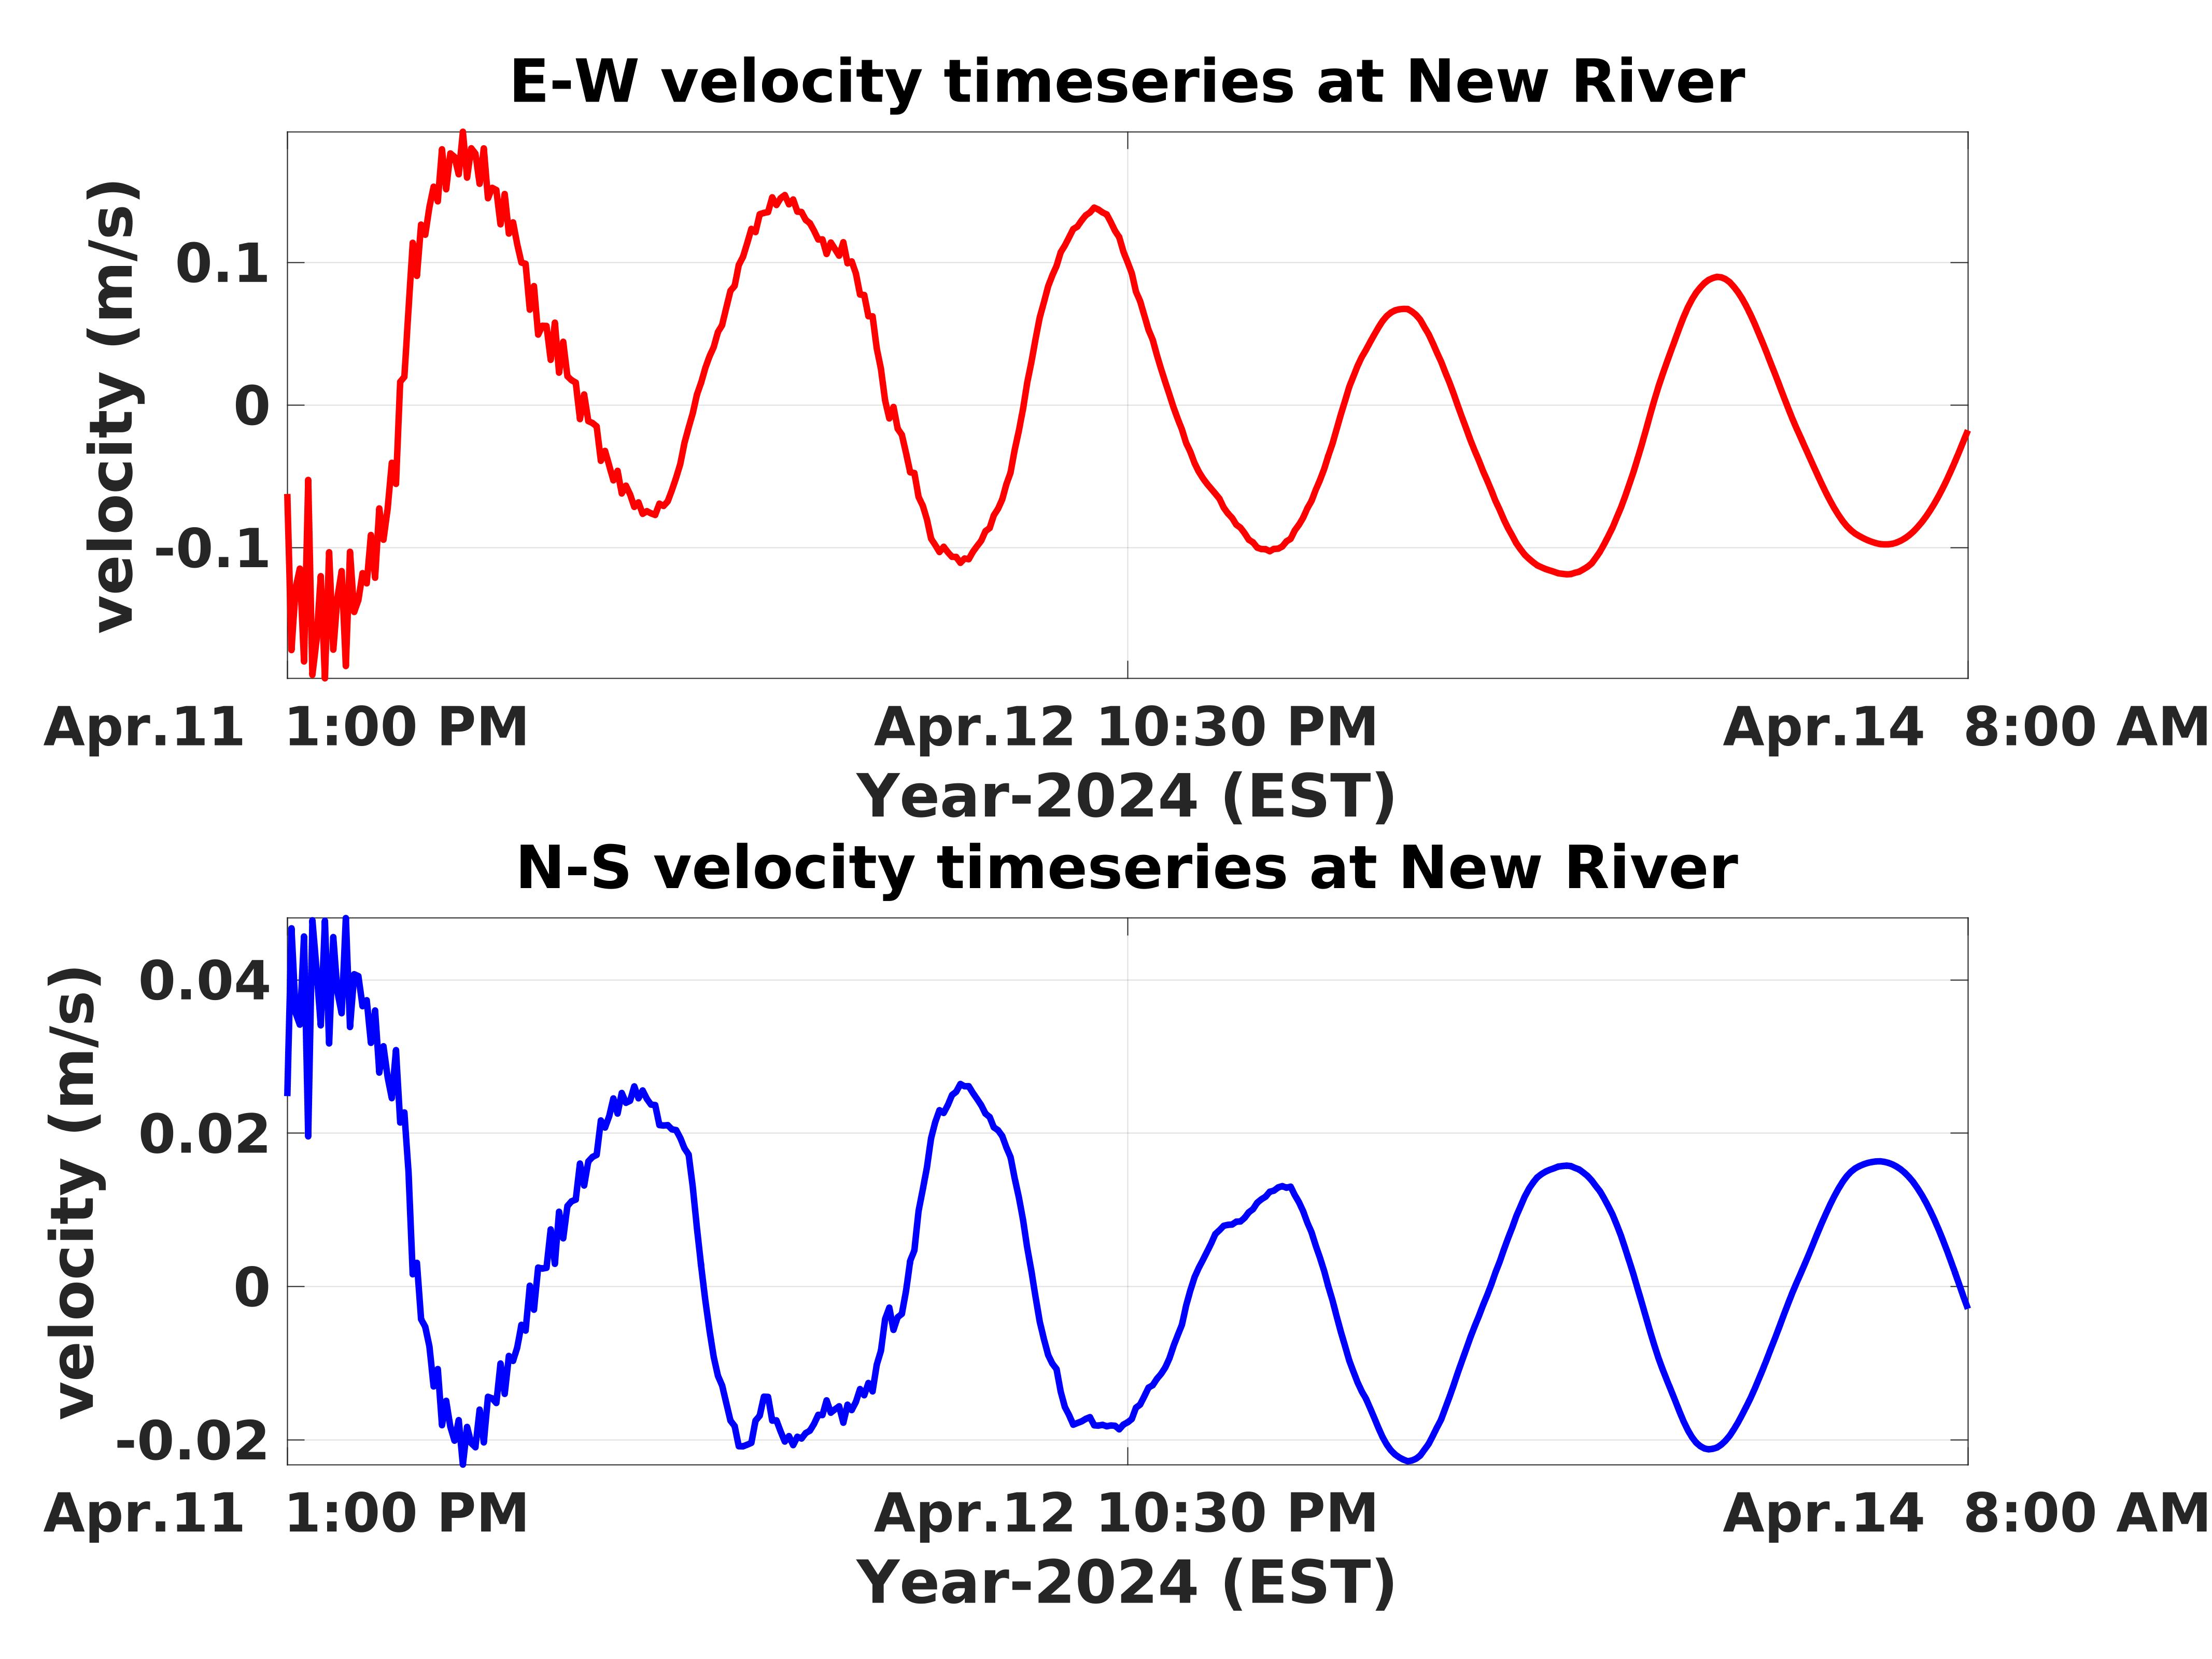 E-W velocity timeseries at New River
velocity (m/s)
0.1
0
-0.1
Apr.11  1:00 PM
Apr.12 10:30 PM
Apr.14  8:00 AM
Year-2024 (EST)
N-S velocity timeseries at New River
velocity (m/s)
0.04
0.02
0
-0.02
Apr.11  1:00 PM
Apr.12 10:30 PM
Apr.14  8:00 AM
Year-2024 (EST)